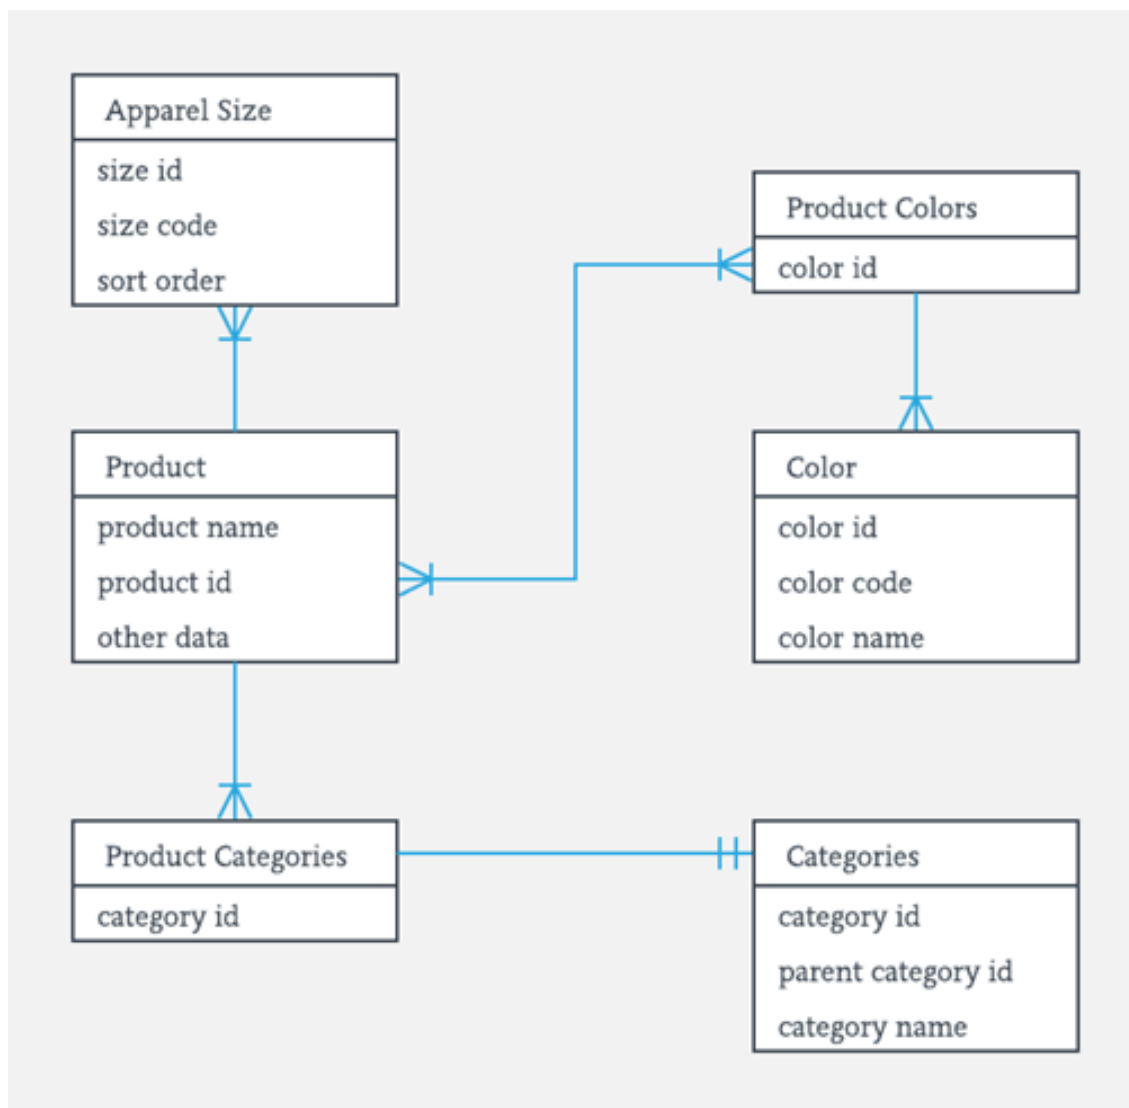 Apparel Size
size id
size code
sort order
Product Colors
color id
Product
product name
product id
other data
Color
color id
color code
color name
Product Categories
category id
Categories
category id
parent category id
category name